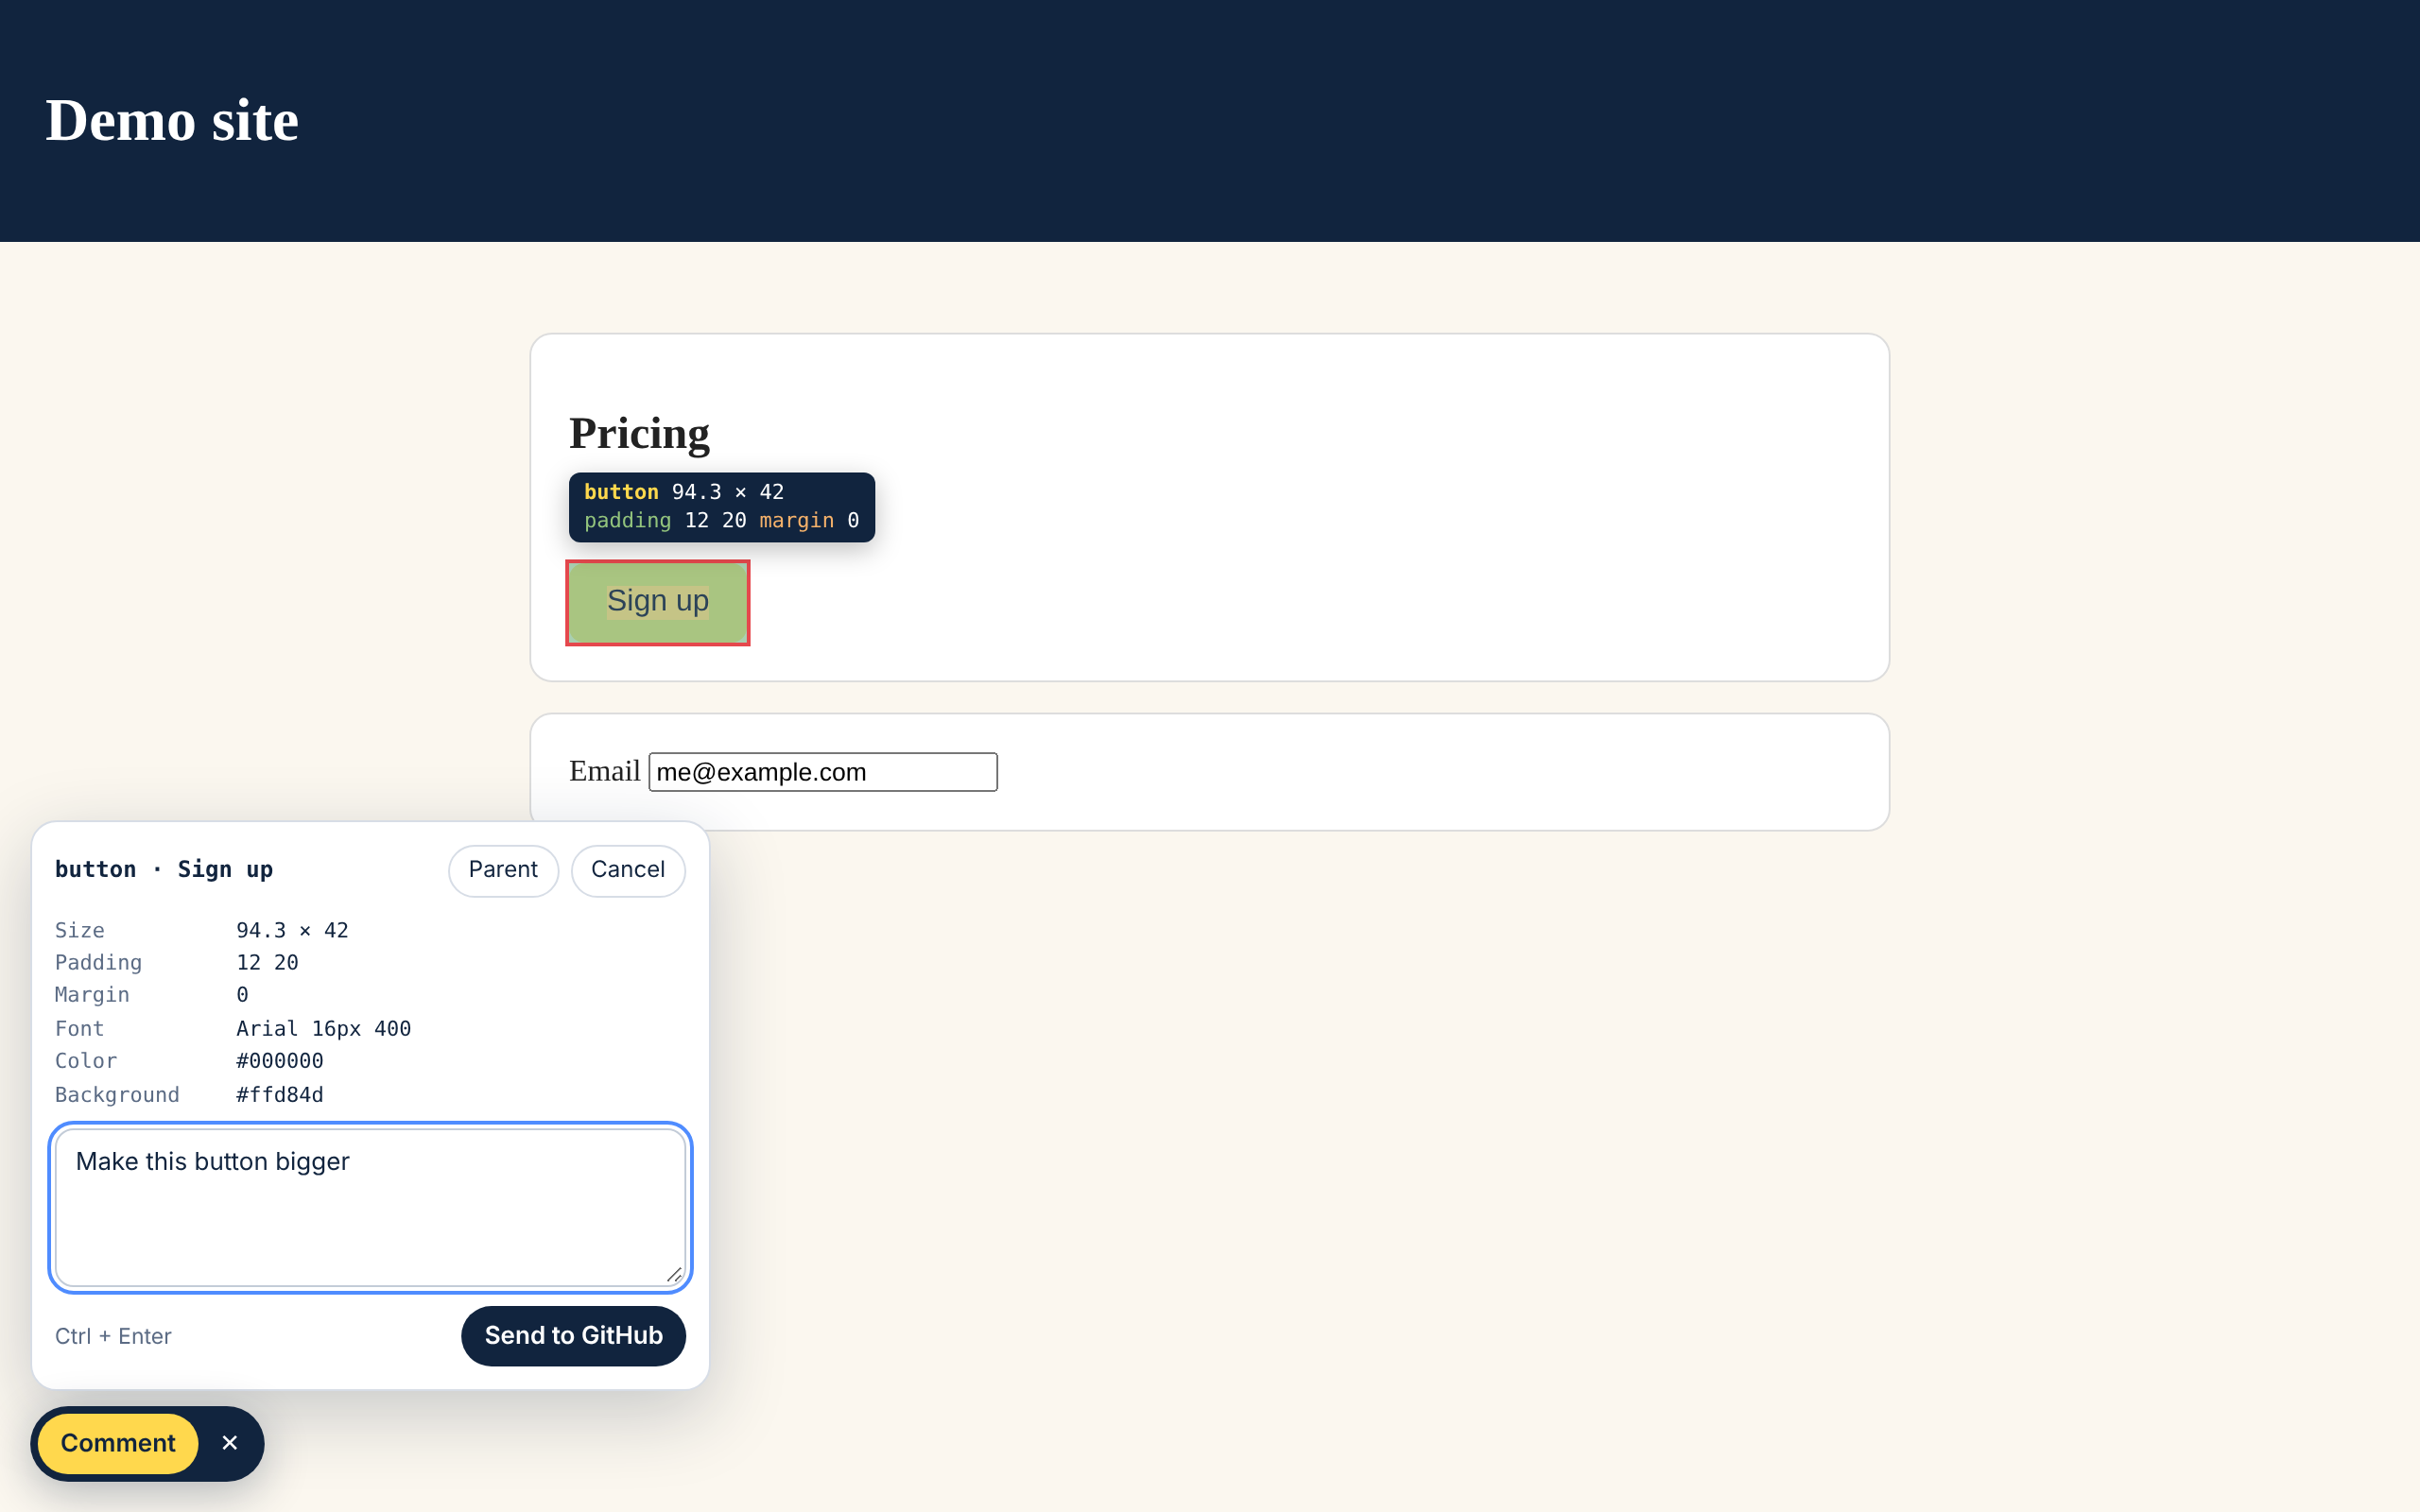 Demo site
Pricing
button 94.3 × 42
padding 12 20 margin 0
Sign up
Email me@example.com
button · Sign up Parent Cancel
Size 94.3 × 42
Padding 12 20
Margin 0
Font Arial 16px 400
Color #000000
Background #ffd84d
Make this button bigger
Ctrl + Enter Send to GitHub
Comment ×